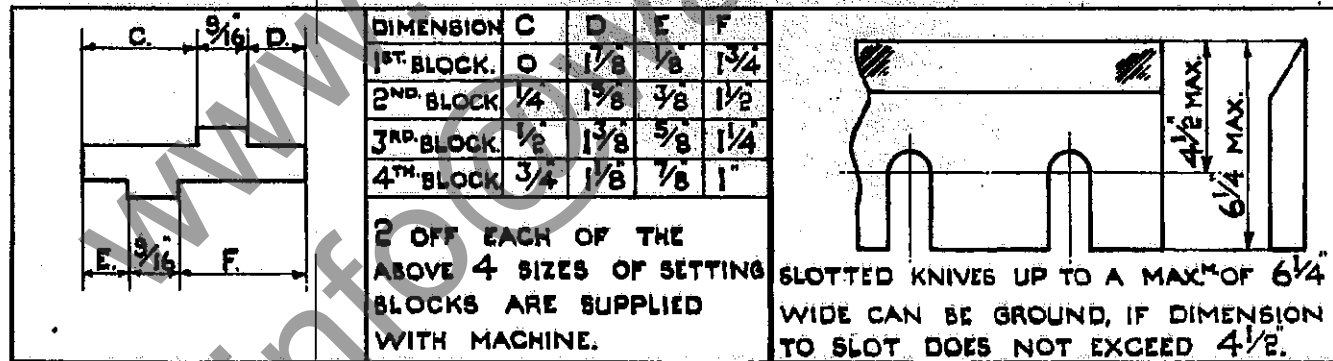 C. 9/16" D.
E. 9/16" F.
DIMENSION C D E F
1ST. BLOCK. 0 1 7/8" 1/8" 1 3/4"
2ND. BLOCK 1/4" 1 5/8" 3/8" 1 1/2"
3RD. BLOCK. 1/2" 1 3/8" 5/8" 1 1/4"
4TH. BLOCK 3/4" 1 1/8" 7/8" 1"
2 OFF EACH OF THE
ABOVE 4 SIZES OF SETTING
BLOCKS ARE SUPPLIED
WITH MACHINE.
4 1/2" MAX.
6 1/4 MAX.
SLOTTED KNIVES UP TO A MAX.M OF 6 1/4"
WIDE CAN BE GROUND, IF DIMENSION
TO SLOT DOES NOT EXCEED 4 1/2".
www.
info@w